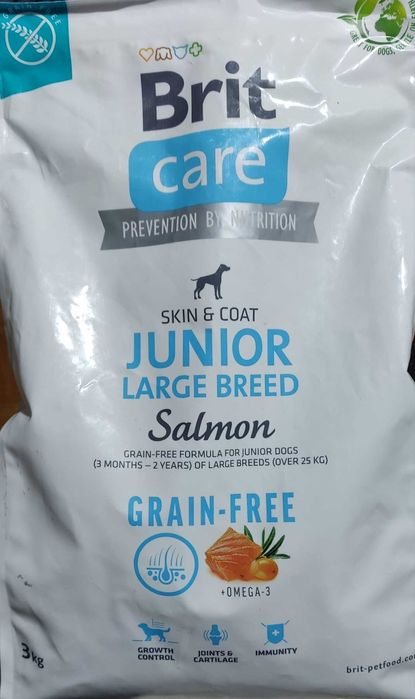 GRAIN-FREE
Brit
care
PREVENTION BY NUTRITION
SKIN & COAT
JUNIOR
LARGE BREED
Salmon
GRAIN-FREE FORMULA FOR JUNIOR DOGS
(3 MONTHS – 2 YEARS) OF LARGE BREEDS (OVER 25 KG)
GRAIN-FREE
+OMEGA-3
GROWTH
CONTROL
JOINTS &
CARTILAGE
IMMUNITY
3kg
brit-petfood.com